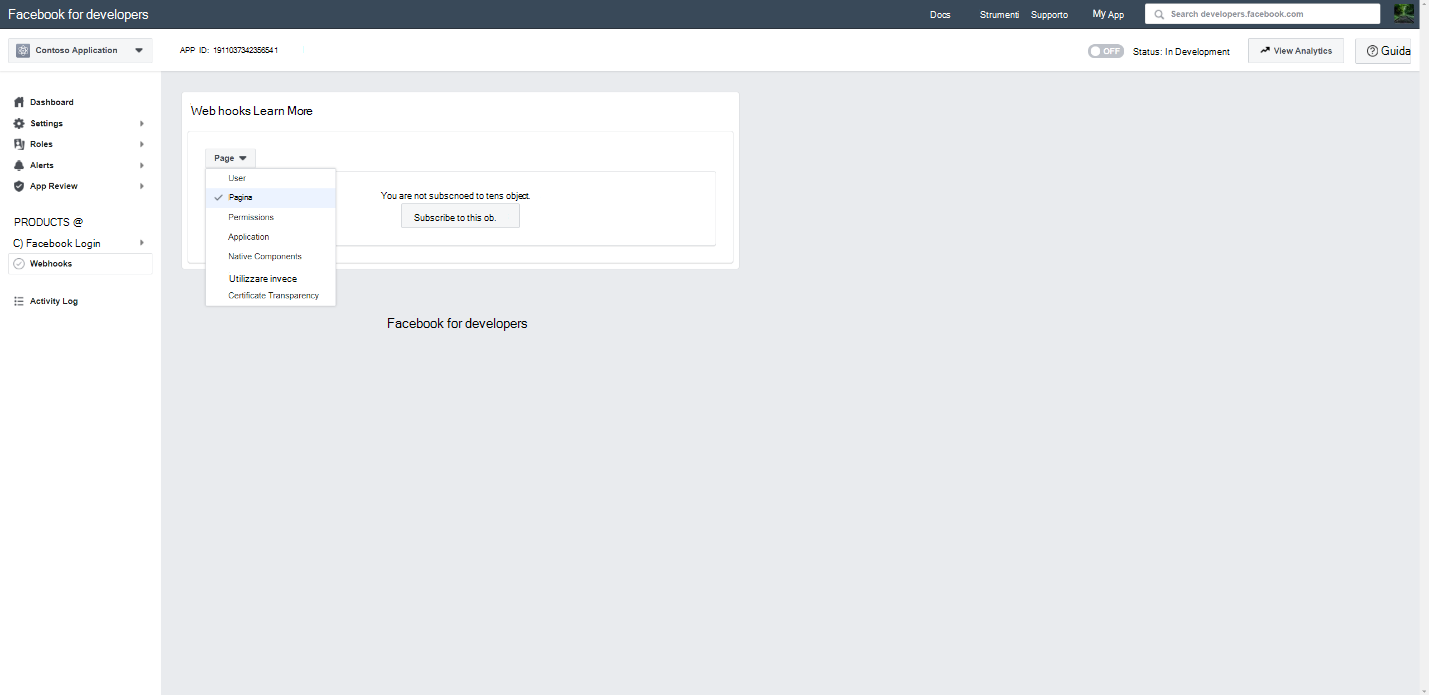 Facebook for developers
Docs
Strumenti
Supporto
My App
Search developers.facebook.com
Contoso Application
APP ID: 1911037342356541
OFF
Status: In Development
View Analytics
Guida
Dashboard
Settings
Roles
Alerts
App Review
PRODUCTS @
C) Facebook Login
Webhooks
Activity Log
Web hooks Learn More
Page
User
Pagina
Permissions
Application
Native Components
Utilizzare invece
Certificate Transparency
You are not subscnoed to tens object.
Subscribe to this ob.
Facebook for developers